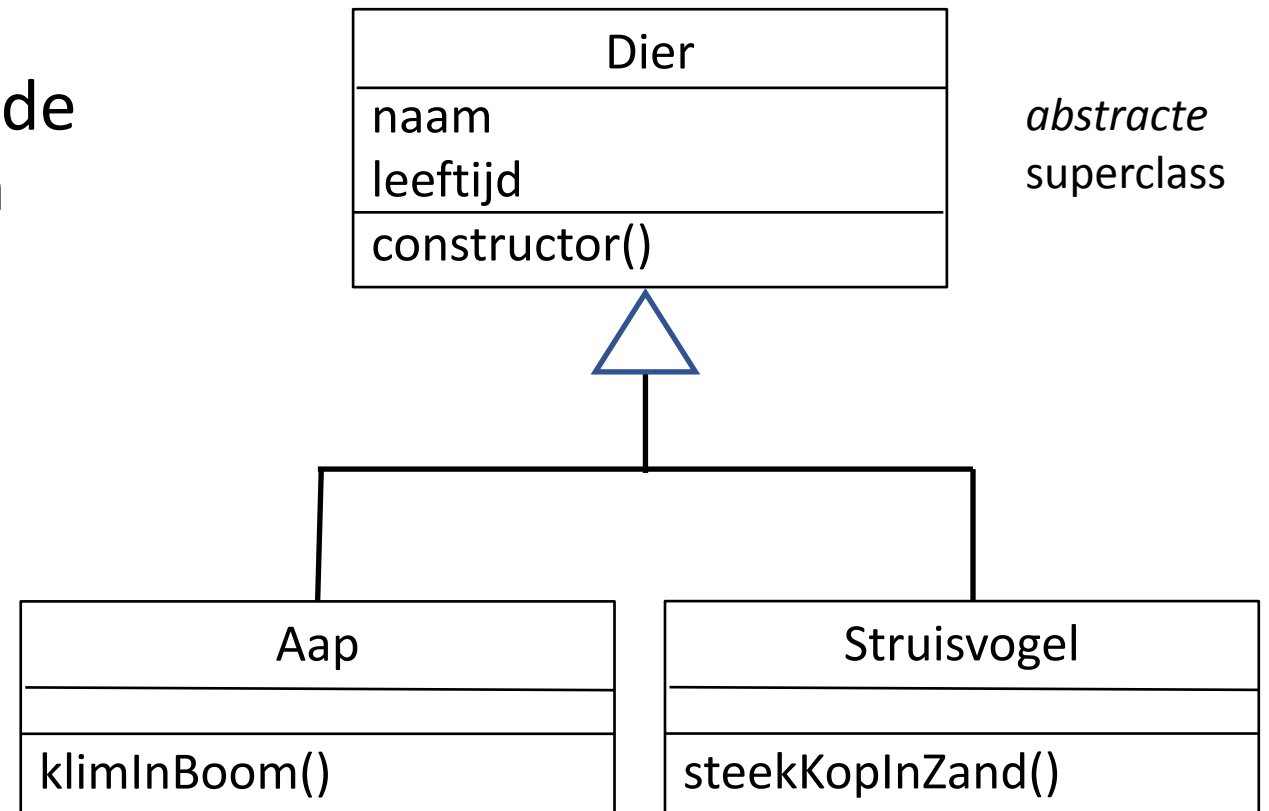 de
Dier
naam
leeftijd
constructor()
abstracte
superclass
Aap
klimInBoom()
Struisvogel
steekKopInZand()